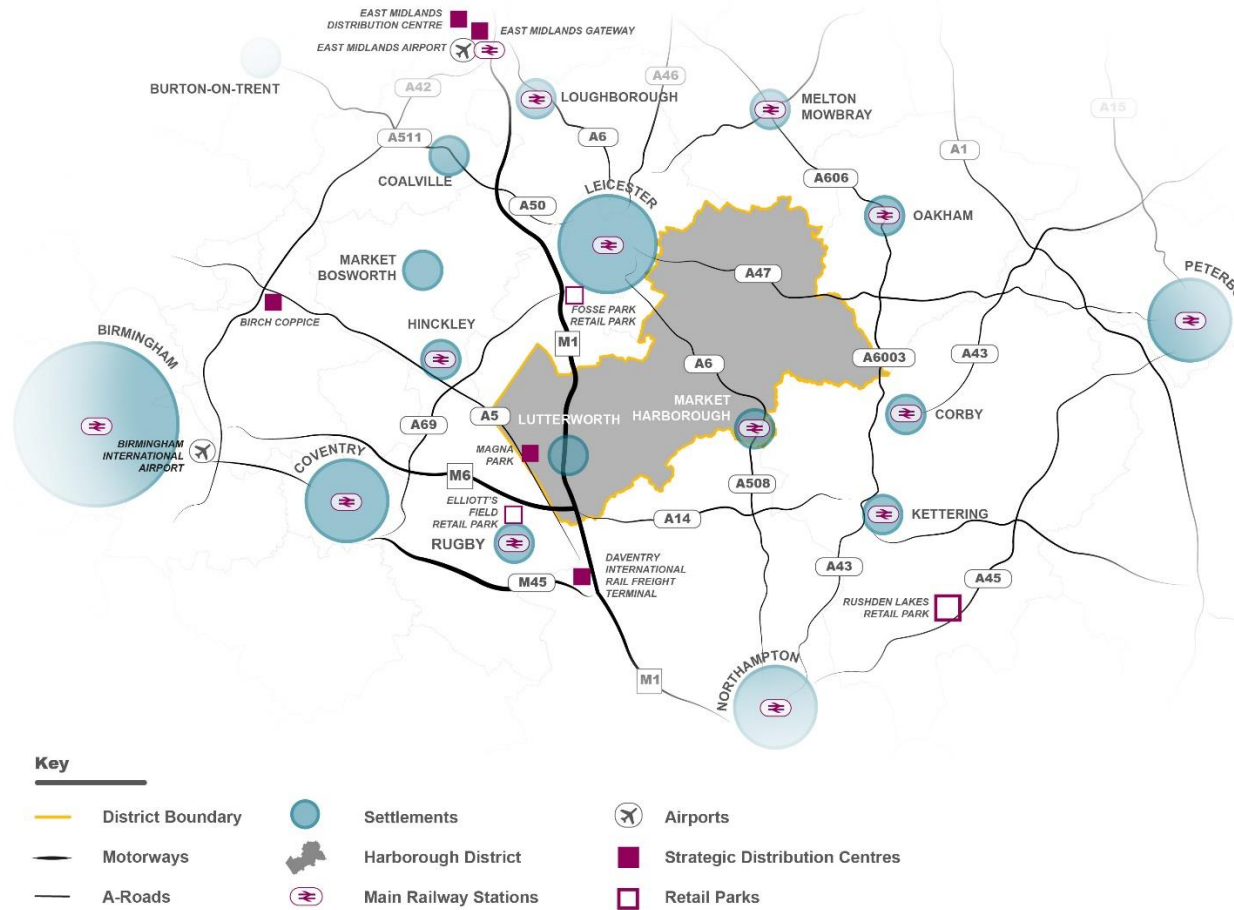 EAST MIDLANDS
DISTRIBUTION CENTRE
EAST MIDLANDS GATEWAY
EAST MIDLANDS AIRPORT
BURTON-ON-TRENT
A42
LOUGHBOROUGH
A46
MELTON
MOWBRAY
A15
A511
A6
A1
COALVILLE
LEICESTER
A606
A50
OAKHAM
MARKET
BOSWORTH
A47
PETERBO
BIRCH COPPICE
FOSSE PARK
RETAIL PARK
BIRMINGHAM
HINCKLEY
M1
A6
A6003
A43
A5
LUTTERWORTH
MARKET
HARBOROUGH
CORBY
A69
BIRMINGHAM
INTERNATIONAL
AIRPORT
MAGNA
PARK
COVENTRY
M6
A508
ELLIOTT'S
FIELD
RETAIL PARK
A14
KETTERING
RUGBY
DAVENTRY
INTERNATIONAL
RAIL FREIGHT
TERMINAL
M45
A43
A45
RUSHDEN LAKES
RETAIL PARK
M1
NORTHAMPTON
Key
District Boundary
Settlements
Airports
Motorways
Harborough District
Strategic Distribution Centres
A-Roads
Main Railway Stations
Retail Parks